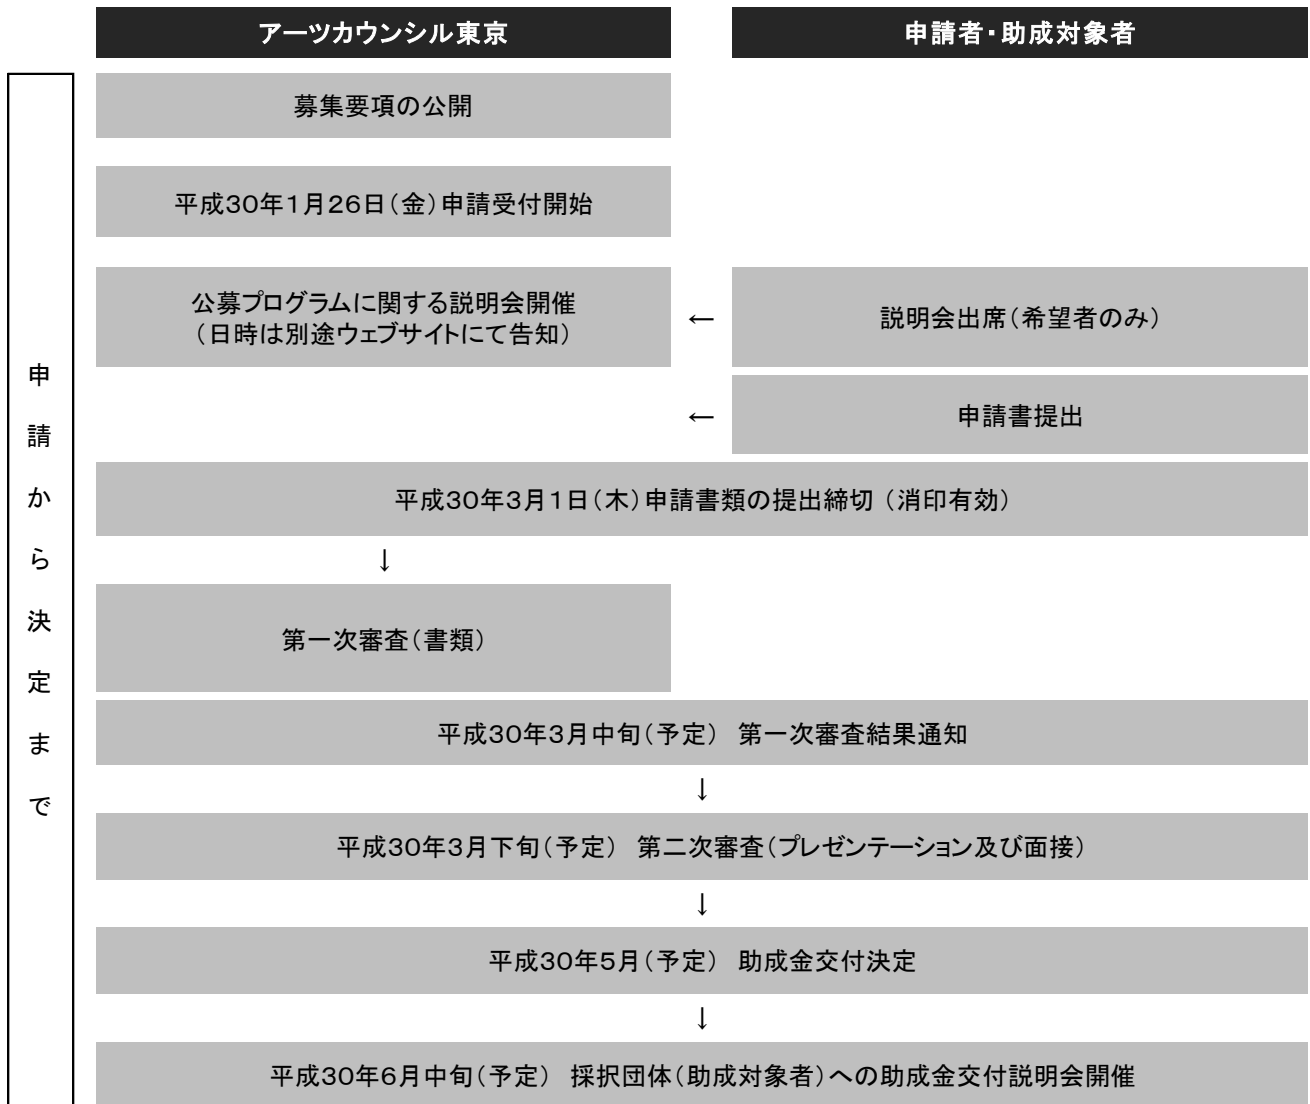 アーツカウンシル東京
申請者・助成対象者
申請から決定まで
募集要項の公開
平成30年1月26日（金）申請受付開始
公募プログラムに関する説明会開催
（日時は別途ウェブサイトにて告知）
←
説明会出席（希望者のみ）
←
申請書提出
平成30年3月1日（木）申請書類の提出締切 （消印有効）
↓
第一次審査（書類）
平成30年3月中旬（予定） 第一次審査結果通知
↓
平成30年3月下旬（予定） 第二次審査（プレゼンテーション及び面接）
↓
平成30年5月（予定） 助成金交付決定
↓
平成30年6月中旬（予定） 採択団体（助成対象者）への助成金交付説明会開催